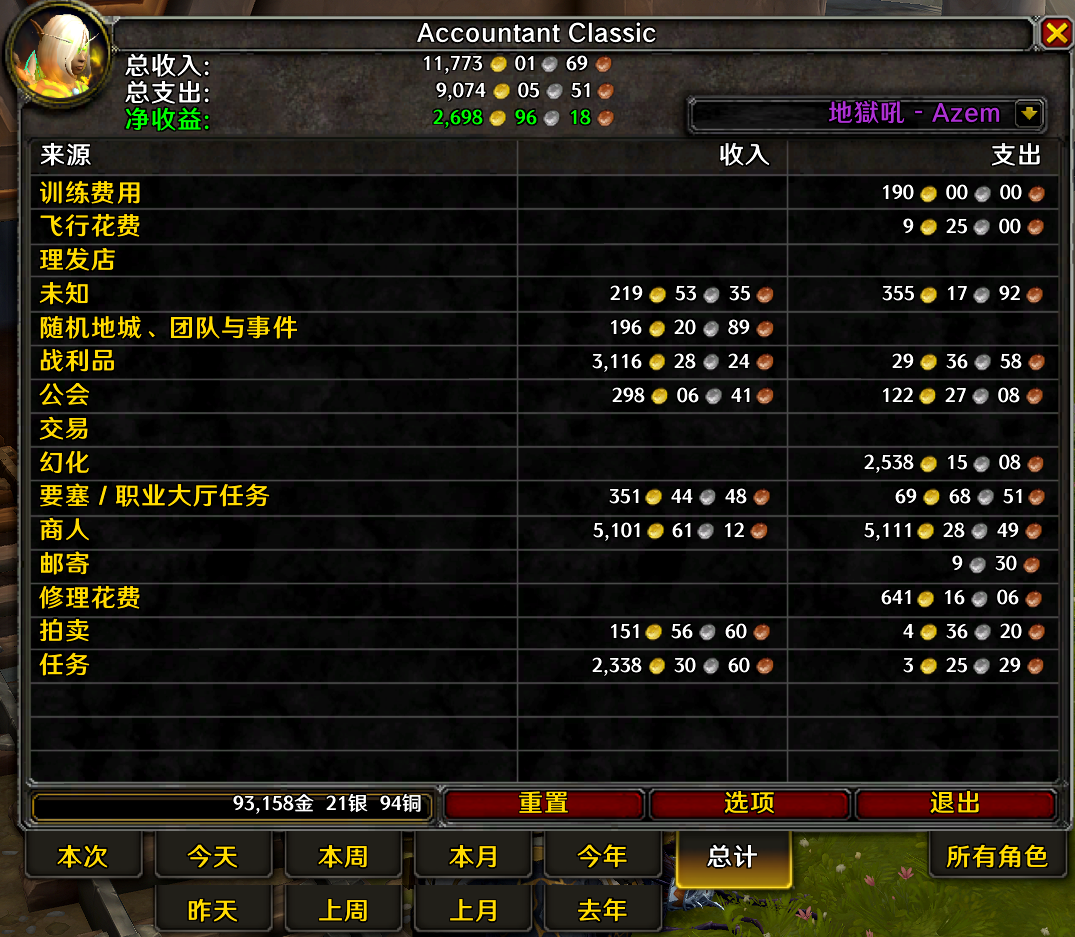 Accountant Classic
总收入: 11,773 01 69
总支出: 9,074 05 51
净收益: 2,698 96 18
地獄吼 - Azem
来源 收入 支出
训练费用 190 00 00
飞行花费 9 25 00
理发店
未知 219 53 35 355 17 92
随机地城、团队与事件 196 20 89
战利品 3,116 28 24 29 36 58
公会 298 06 41 122 27 08
交易
幻化 2,538 15 08
要塞 / 职业大厅任务 351 44 48 69 68 51
商人 5,101 61 12 5,111 28 49
邮寄 9 30
修理花费 641 16 06
拍卖 151 56 60 4 36 20
任务 2,338 30 60 3 25 29
93,158金 21银 94铜 重置 选项 退出
本次 今天 本周 本月 今年 总计 所有角色
昨天 上周 上月 去年